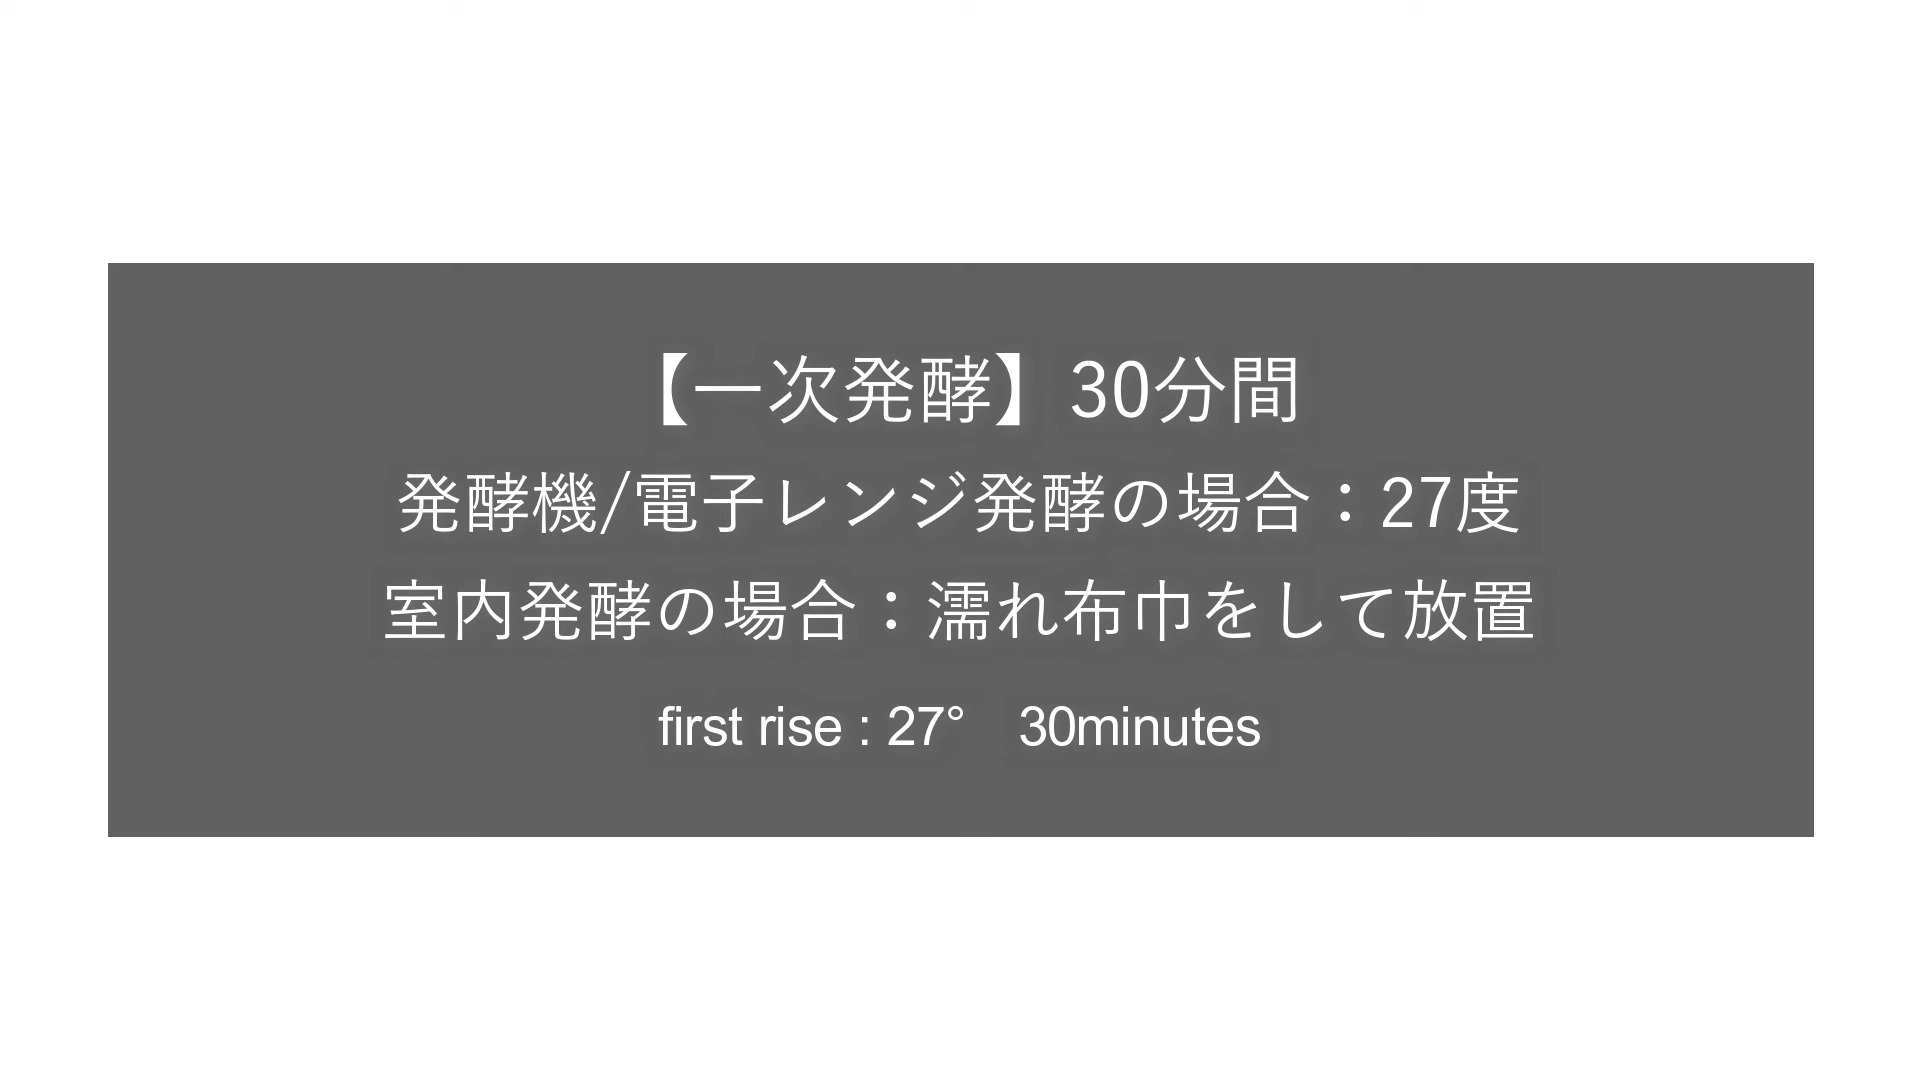 【一次発酵】30分間
発酵機/電子レンジ発酵の場合：27度
室内発酵の場合：濡れ布巾をして放置
first rise : 27°　30minutes